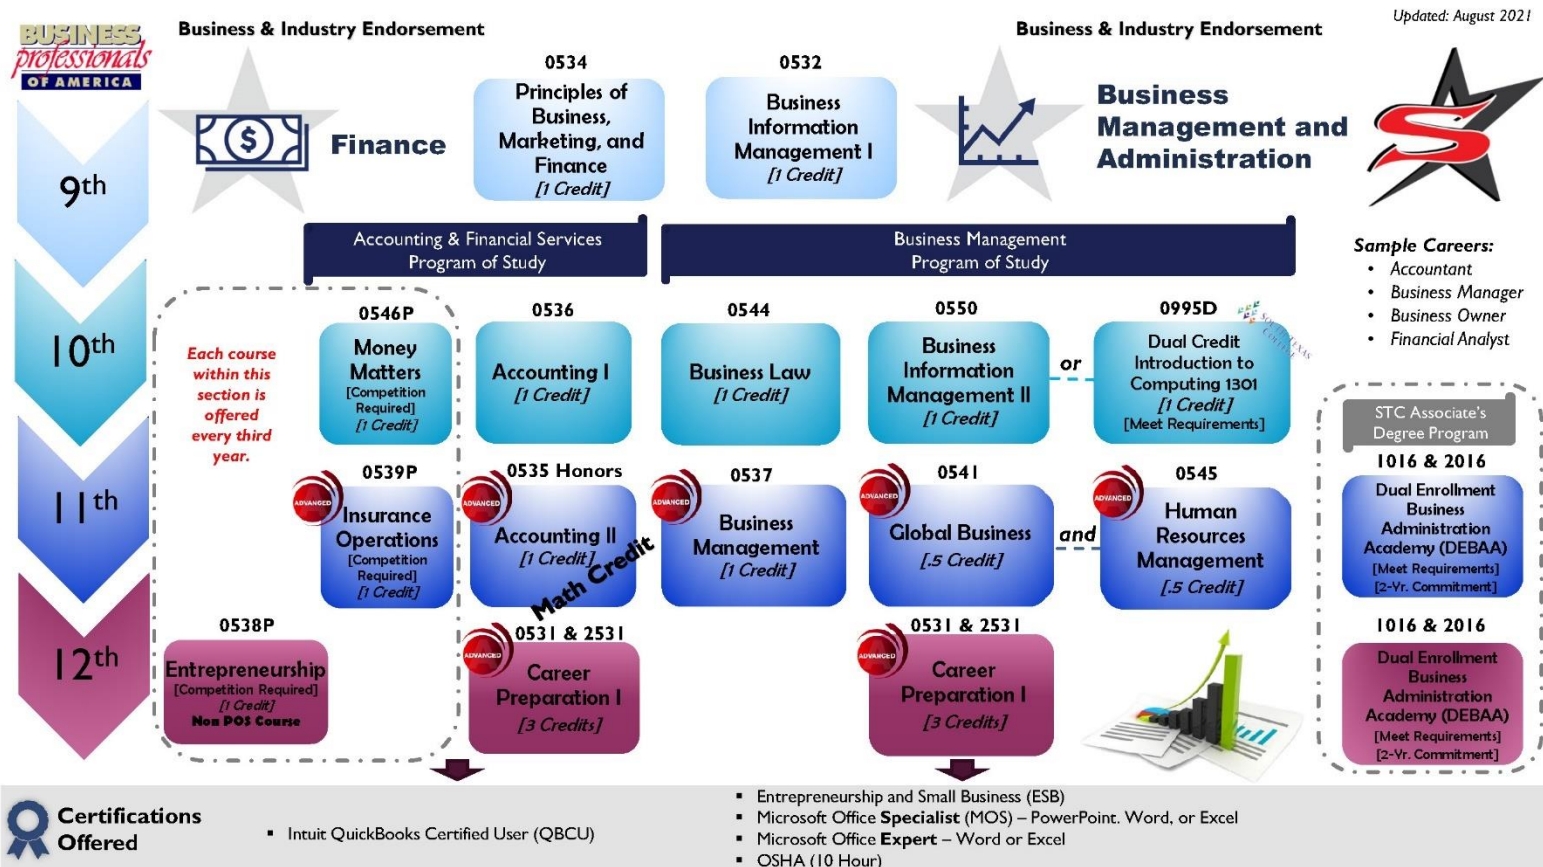 Updated: August 2021
BUSINESS
professionals
OF AMERICA
Business & Industry Endorsement
Business & Industry Endorsement
$
Finance
0534
Principles of
Business,
Marketing, and
Finance
[1 Credit]
0532
Business
Information
Management I
[1 Credit]
Business
Management and
Administration
S
9th
Accounting & Financial Services
Program of Study
Business Management
Program of Study
Sample Careers:
• Accountant
• Business Manager
• Business Owner
• Financial Analyst
10th
Each course
within this
section is
offered
every third
year.
0546P
Money
Matters
[Competition
Required]
[1 Credit]
0536
Accounting I
[1 Credit]
0544
Business Law
[1 Credit]
0550
Business
Information
Management II
[1 Credit]
or
0995D
SOUTH TEXAS
COLLEGE
Dual Credit
Introduction to
Computing 1301
[1 Credit]
[Meet Requirements]
STC Associate's
Degree Program
11th
0539P
ADVANCED
Insurance
Operations
[Competition
Required]
[1 Credit]
0535 Honors
ADVANCED
Accounting II
[1 Credit]
Math Credit
0537
ADVANCED
Business
Management
[1 Credit]
0541
ADVANCED
Global Business
[.5 Credit]
and
0545
ADVANCED
Human
Resources
Management
[.5 Credit]
1016 & 2016
Dual Enrollment
Business
Administration
Academy (DEBAA)
[Meet Requirements]
[2-Yr. Commitment]
12th
0538P
Entrepreneurship
[Competition Required]
[1 Credit]
Non POS Course
0531 & 2531
ADVANCED
Career
Preparation I
[3 Credits]
0531 & 2531
ADVANCED
Career
Preparation I
[3 Credits]
1016 & 2016
Dual Enrollment
Business
Administration
Academy (DEBAA)
[Meet Requirements]
[2-Yr. Commitment]
Certifications
Offered
▪ Intuit QuickBooks Certified User (QBCU)
▪ Entrepreneurship and Small Business (ESB)
▪ Microsoft Office Specialist (MOS) – PowerPoint. Word, or Excel
▪ Microsoft Office Expert – Word or Excel
▪ OSHA (10 Hour)